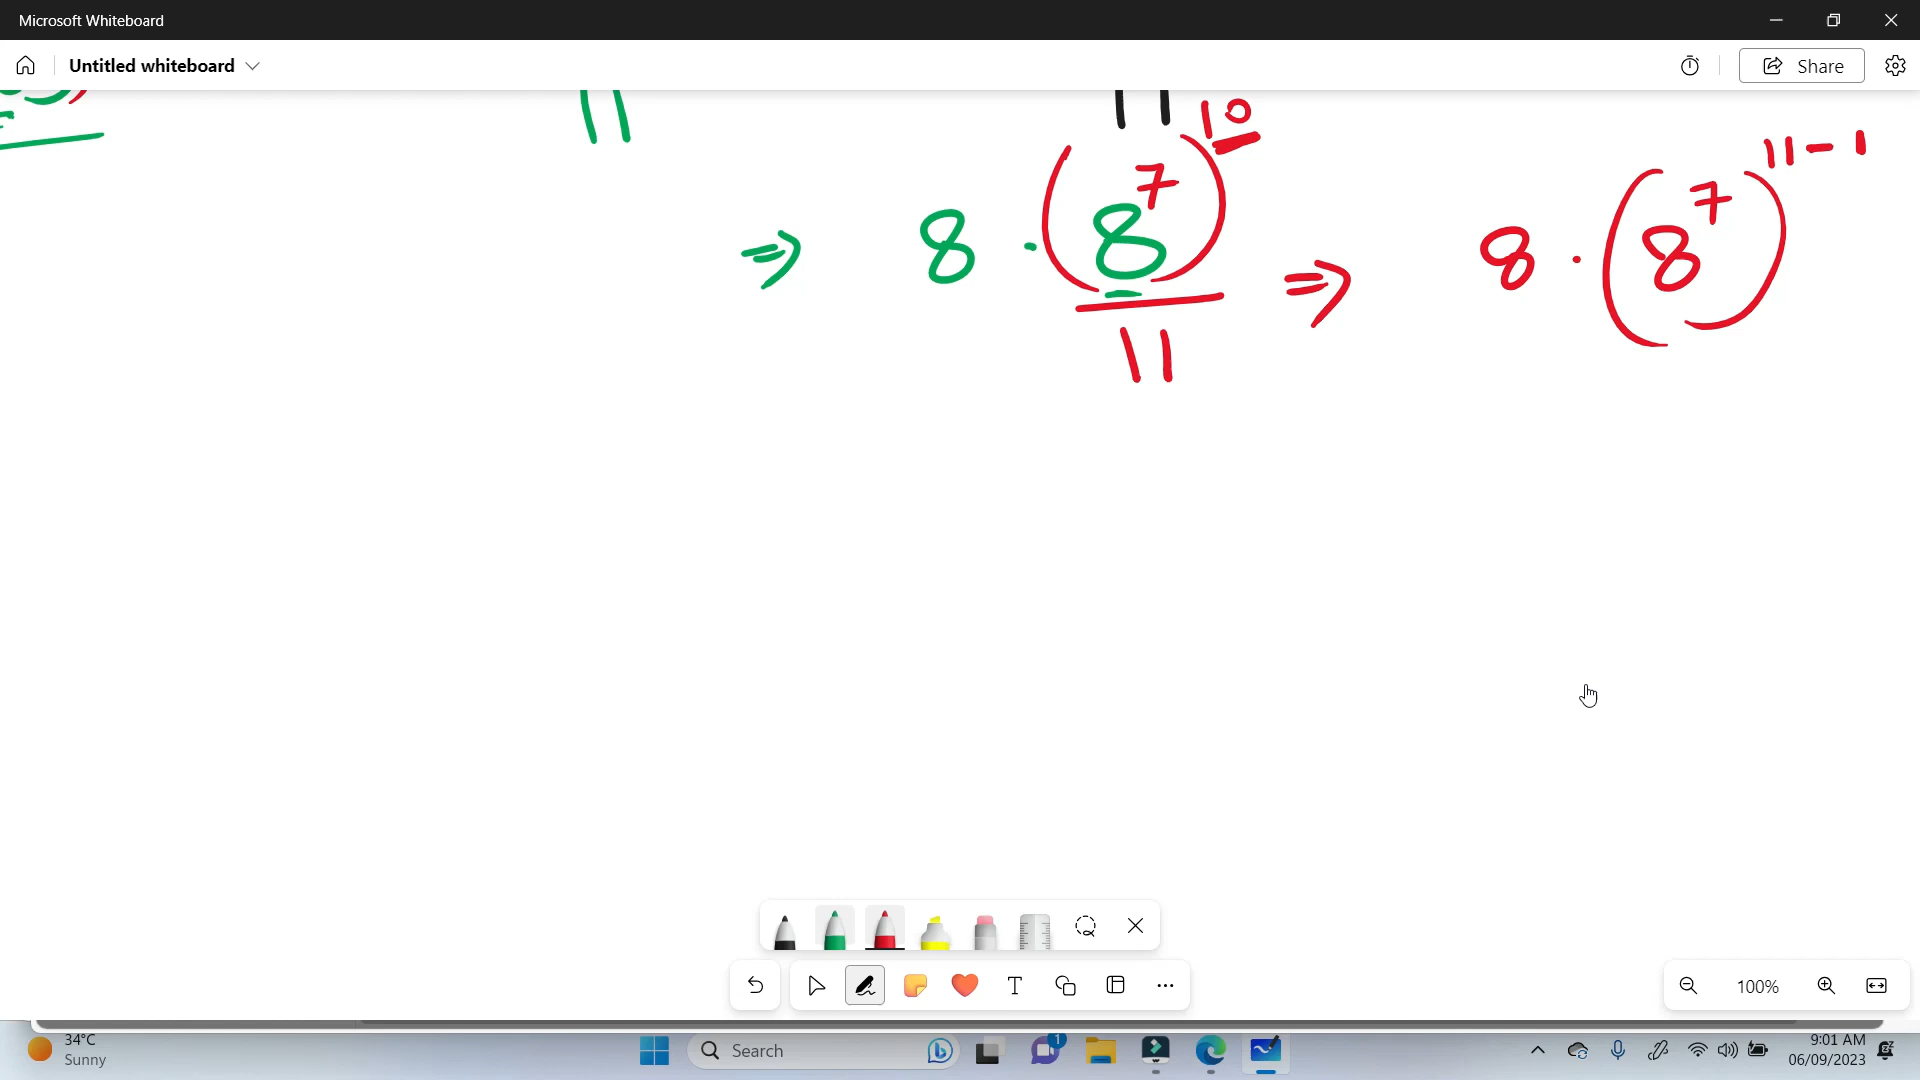 Microsoft Whiteboard
Untitled whiteboard
Share
11
11
⇒ 8 · (8^7)^10 / 11 ⇒ 8 · (8^7)^11-1
100%
34°C
Sunny
Search
1
9:01 AM
06/09/2023